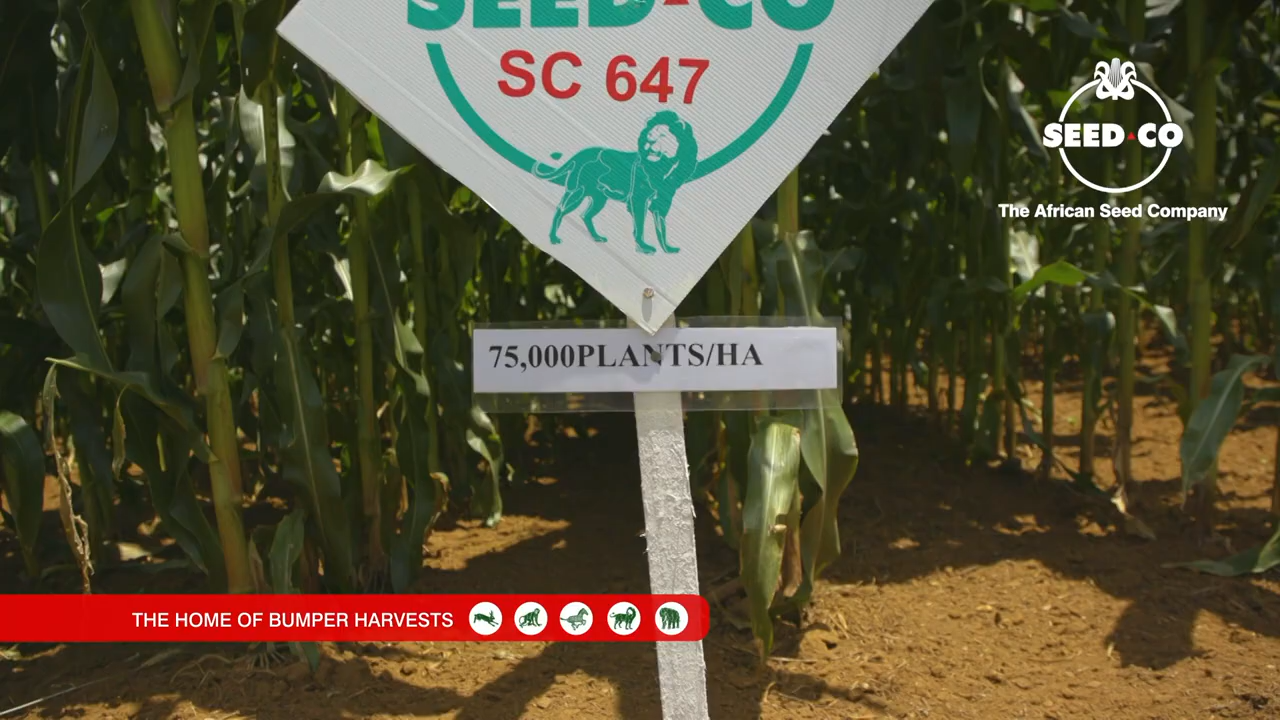 SEED CO
SC 647
75,000PLANTS/HA
SEED CO
The African Seed Company
THE HOME OF BUMPER HARVESTS